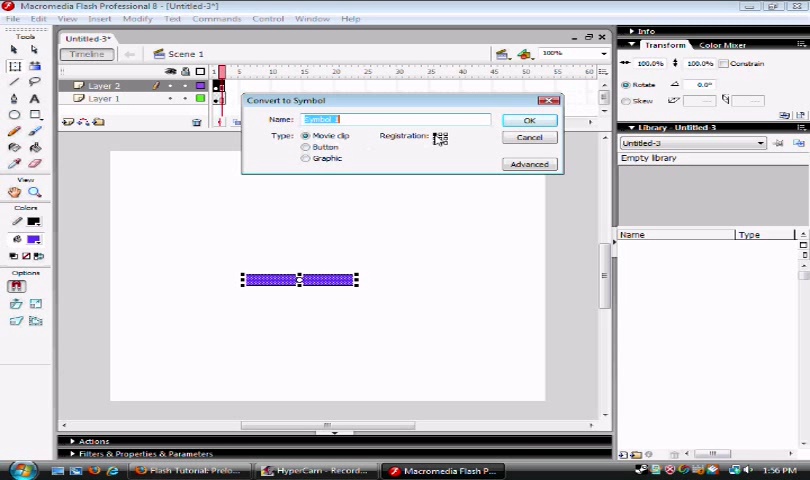 Macromedia Flash Professional 8 - [Untitled-3*]
File Edit View Insert Modify Text Commands Control Window Help
Tools
Untitled-3*
Timeline
Scene 1
100%
1 5 10 15 20 25 30 35 40 45 50 55 60
Layer 2
Layer 1
View
Colors
Options
Convert to Symbol
Name: Symbol 1
OK
Type: Movie clip
Registration:
Cancel
Button
Graphic
Advanced
Info
Transform
Color Mixer
100.0%
100.0%
Constrain
Rotate
0.0°
Skew
Library - Untitled-3
Untitled-3
Empty library
Name
Type
Actions
Filters & Properties & Parameters
Flash Tutorial: Prelo...
HyperCam - Record...
Macromedia Flash P...
1:56 PM